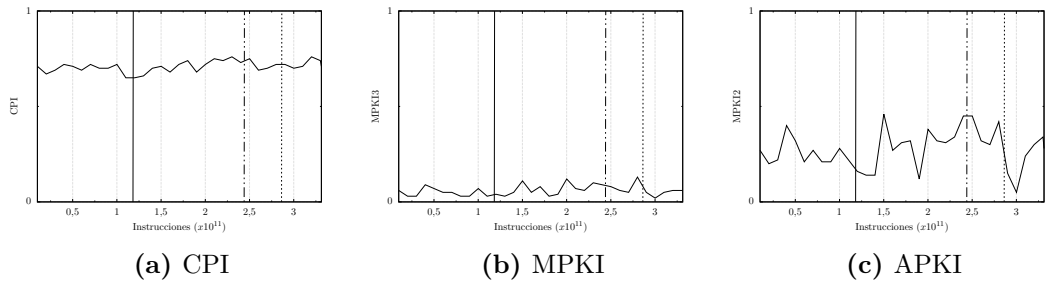 1
CPI
0
0,5 1 1,5 2 2,5 3
Instrucciones (x10^11)
(a) CPI
1
MPKI3
0
0,5 1 1,5 2 2,5 3
Instrucciones (x10^11)
(b) MPKI
1
MPKI2
0
0,5 1 1,5 2 2,5 3
Instrucciones (x10^11)
(c) APKI